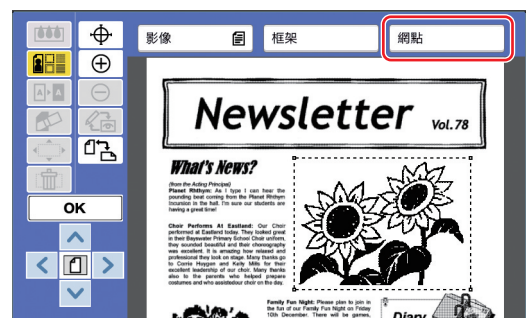 影像
框架
網點
A A
OK
Newsletter Vol. 78
What's News?
(from the Acting Principal)
Planet Rhthym: As I type I can hear the
pounding beat coming from the Planet Rhthym
Incursion in the hall. I'm sure our students are
having a great time!
Choir Performs At Eastland: Our Choir
performed at Eastland today. They looked great
in their Bayswater Primary School Choir uniform,
they sounded beautiful and their choreography
was excellent. It is amazing how relaxed and
professional they look on stage. Many thanks go
to Corrie Huygen and Kelly Mills for their
excellent leadership of our choir. Many thanks
also to the parents who helped prepare
costumes and who assistedour choir on the day.
Family Fun Night: Please plan to join in
the fun of our Family Fun Night on Friday
10th December. There will be games,
Diary